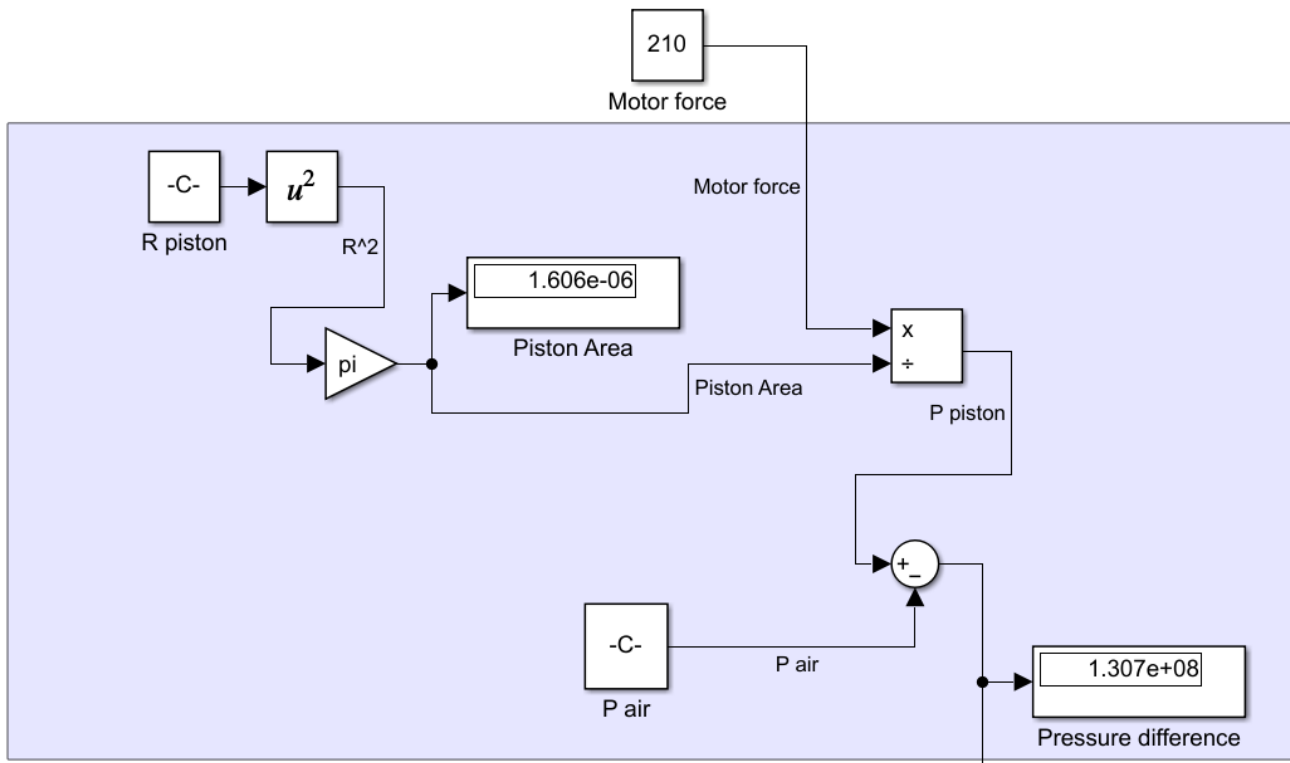 210
Motor force
-C-
u²
R piston
R^2
Motor force
1.606e-06
Piston Area
pi
x
÷
Piston Area
P piston
+
−
-C-
P air
P air
1.307e+08
Pressure difference